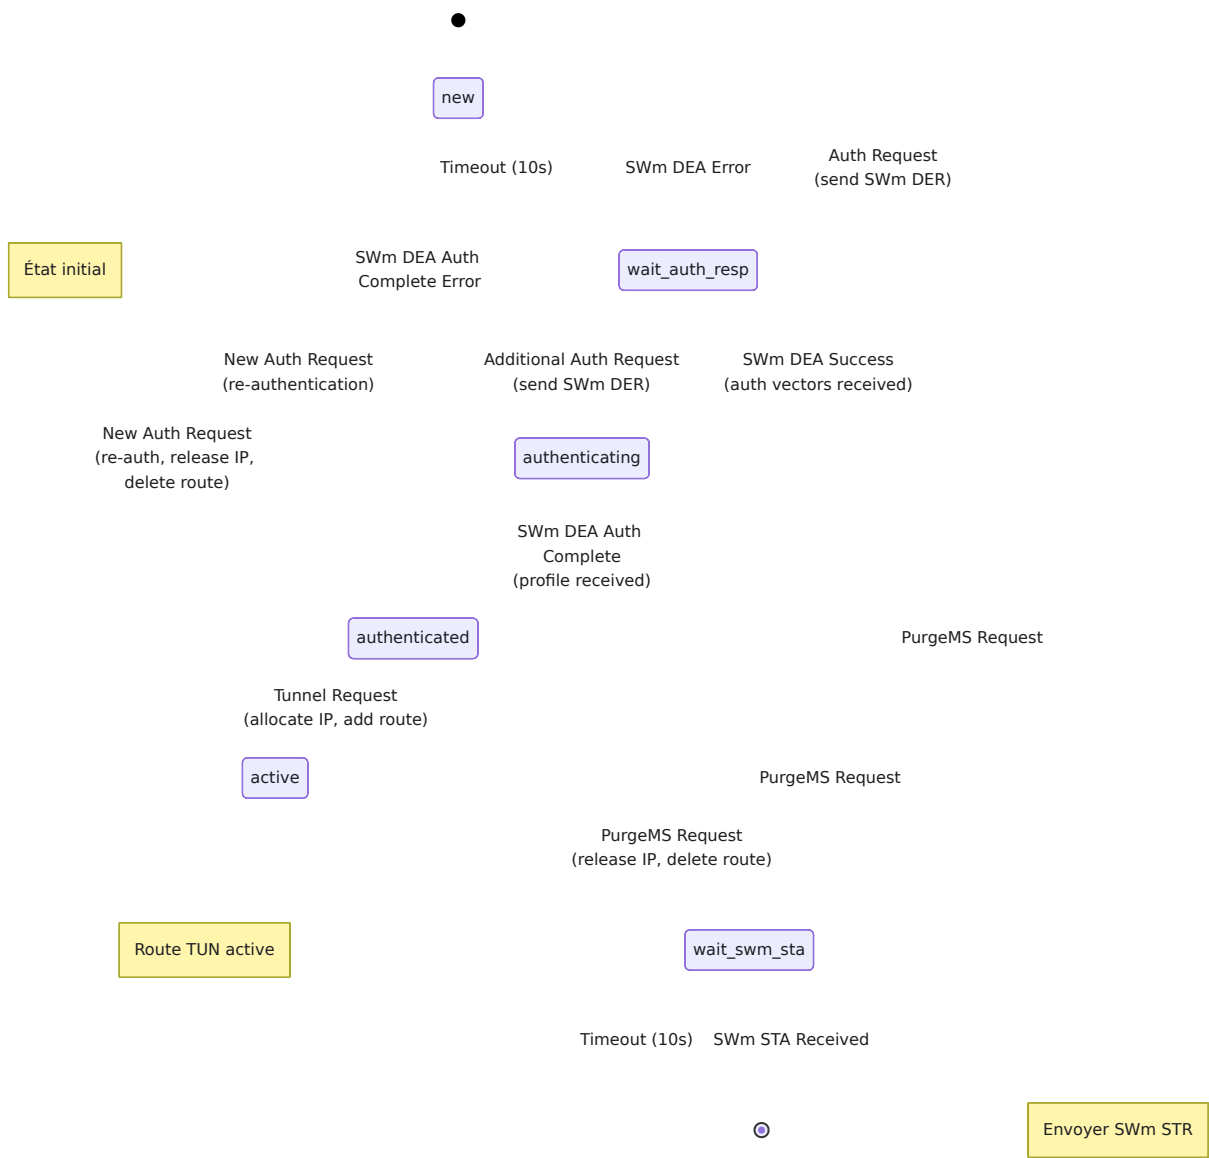 new
Timeout (10s)
SWm DEA Error
Auth Request
(send SWm DER)
État initial
SWm DEA Auth
Complete Error
wait_auth_resp
New Auth Request
(re-authentication)
Additional Auth Request
(send SWm DER)
SWm DEA Success
(auth vectors received)
New Auth Request
(re-auth, release IP,
delete route)
authenticating
SWm DEA Auth
Complete
(profile received)
authenticated
PurgeMS Request
Tunnel Request
(allocate IP, add route)
active
PurgeMS Request
PurgeMS Request
(release IP, delete route)
Route TUN active
wait_swm_sta
Timeout (10s)
SWm STA Received
Envoyer SWm STR